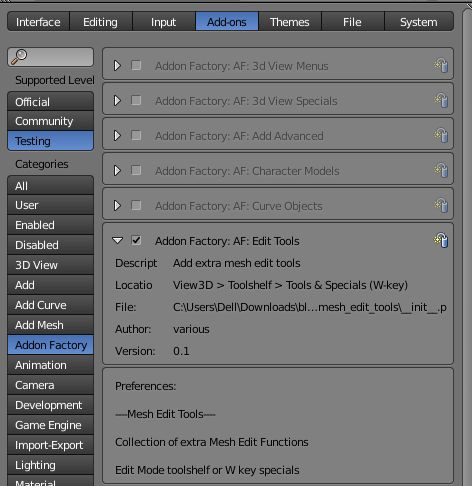 Interface Editing Input Add-ons Themes File System
Supported Level
Official
Community
Testing
Categories
All
User
Enabled
Disabled
3D View
Add
Add Curve
Add Mesh
Addon Factory
Animation
Camera
Development
Game Engine
Import-Export
Lighting
Material
Addon Factory: AF: 3d View Menus
Addon Factory: AF: 3d View Specials
Addon Factory: AF: Add Advanced
Addon Factory: AF: Character Models
Addon Factory: AF: Curve Objects
Addon Factory: AF: Edit Tools
Descript Add extra mesh edit tools
Locatio View3D > Toolshelf > Tools & Specials (W-key)
File: C:\Users\Dell\Downloads\bl...mesh_edit_tools\__init__.p
Author: various
Version: 0.1
Preferences:
----Mesh Edit Tools----
Collection of extra Mesh Edit Functions
Edit Mode toolshelf or W key specials